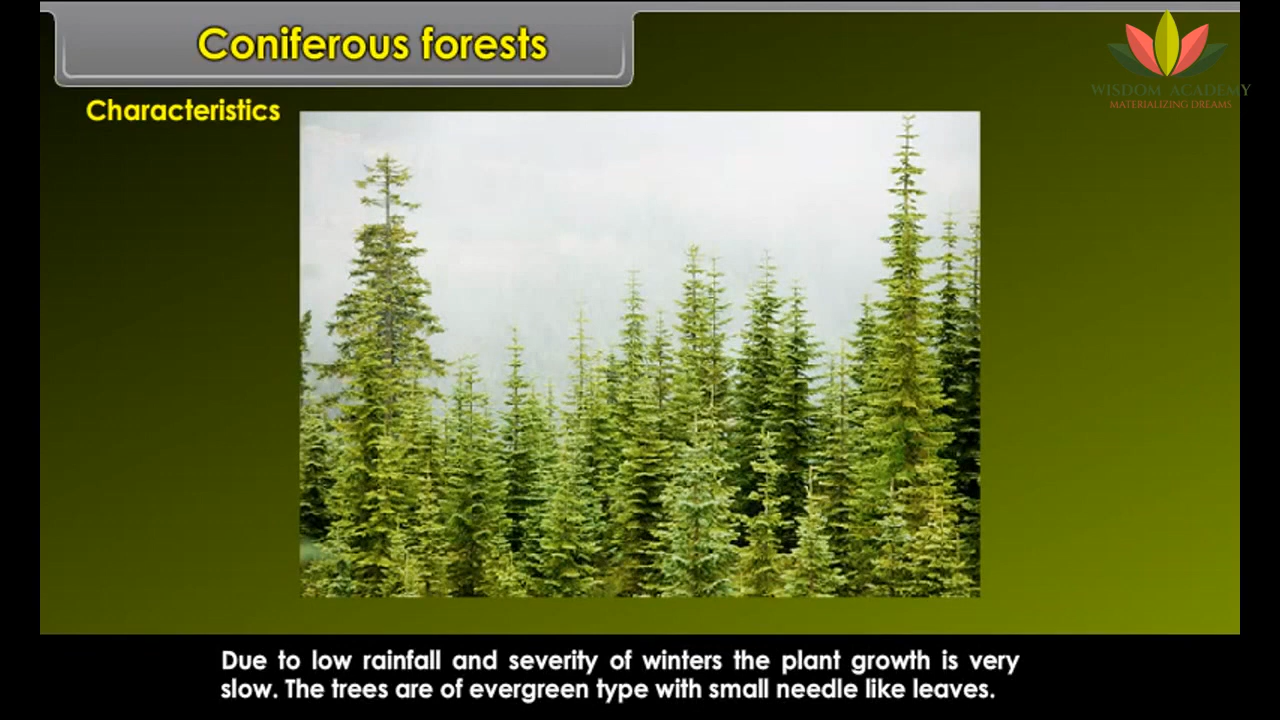 Coniferous forests
WISDOM ACADEMY
MATERIALIZING DREAMS
Characteristics
Due to low rainfall and severity of winters the plant growth is very
slow. The trees are of evergreen type with small needle like leaves.